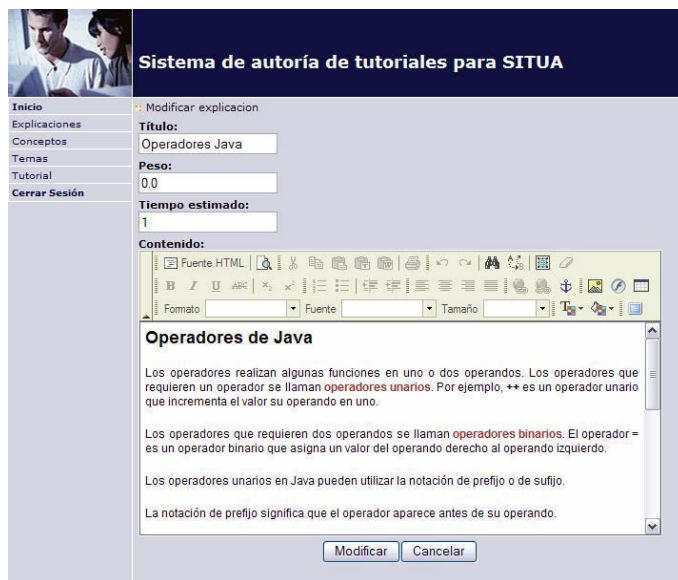 Sistema de autoría de tutoriales para SITUA
Inicio
Explicaciones
Conceptos
Temas
Tutorial
Cerrar Sesión
Modificar explicacion
Título:
Operadores Java
Peso:
0.0
Tiempo estimado:
1
Contenido:
Fuente HTML
B I U ABC x₂ x²
Formato Fuente Tamaño
Operadores de Java
Los operadores realizan algunas funciones en uno o dos operandos. Los operadores que
requieren un operador se llaman operadores unarios. Por ejemplo, ++ es un operador unario
que incrementa el valor su operando en uno.
Los operadores que requieren dos operandos se llaman operadores binarios. El operador =
es un operador binario que asigna un valor del operando derecho al operando izquierdo.
Los operadores unarios en Java pueden utilizar la notación de prefijo o de sufijo.
La notación de prefijo significa que el operador aparece antes de su operando.
Modificar Cancelar